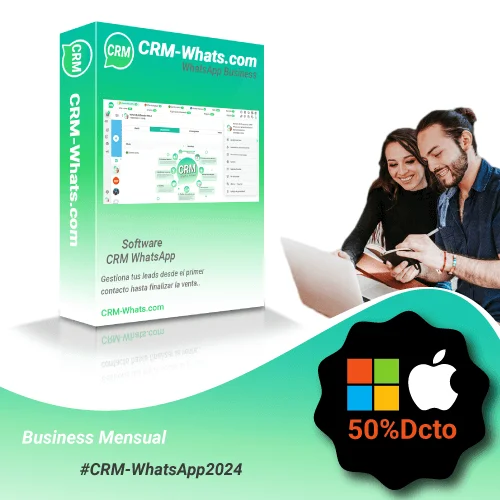 CRM
CRM-Whats.com
WhatsApp Business
CRM
CRM-Whats.com
CRM
Software
CRM WhatsApp
Gestiona tus leads desde el primer
contacto hasta finalizar la venta..
CRM-Whats.com
50%Dcto
Business Mensual
#CRM-WhatsApp2024